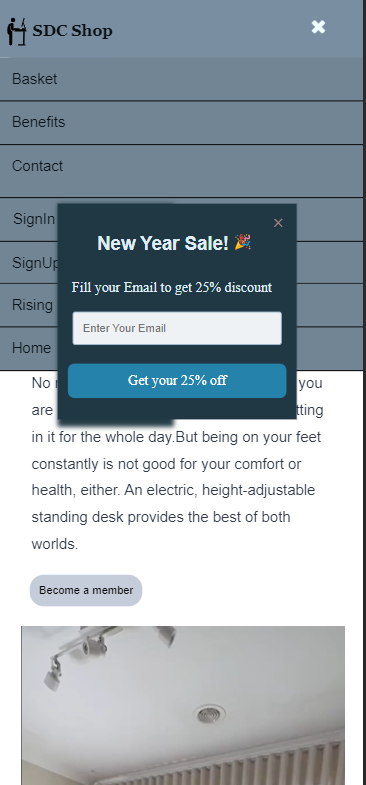 SDC Shop
Basket
Benefits
Contact
SignIn
New Year Sale! 🎉
SignUp
Fill your Email to get 25% discount
Rising
Enter Your Email
Home
Get your 25% off
No you
are tting
in it for the whole day.But being on your feet
constantly is not good for your comfort or
health, either. An electric, height-adjustable
standing desk provides the best of both
worlds.
Become a member